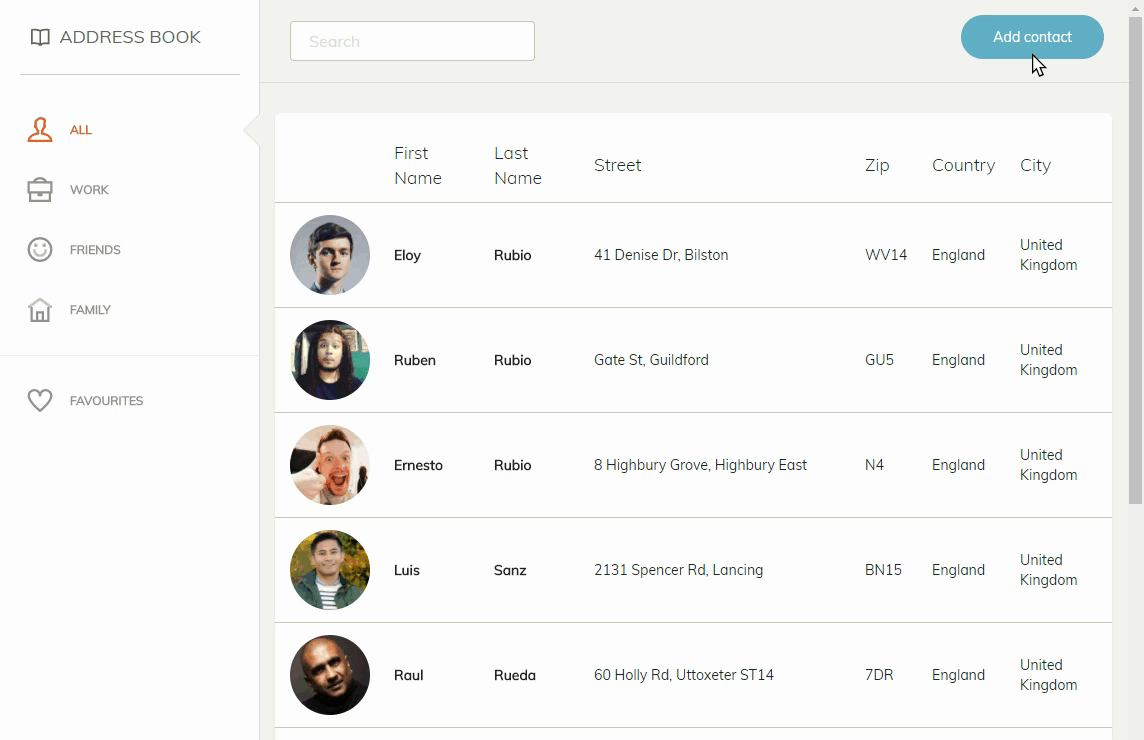 ADDRESS BOOK
Search
Add contact
ALL
WORK
FRIENDS
FAMILY
FAVOURITES
First Name Last Name Street Zip Country City
Eloy Rubio 41 Denise Dr, Bilston WV14 England United Kingdom
Ruben Rubio Gate St, Guildford GU5 England United Kingdom
Ernesto Rubio 8 Highbury Grove, Highbury East N4 England United Kingdom
Luis Sanz 2131 Spencer Rd, Lancing BN15 England United Kingdom
Raul Rueda 60 Holly Rd, Uttoxeter ST14 7DR England United Kingdom